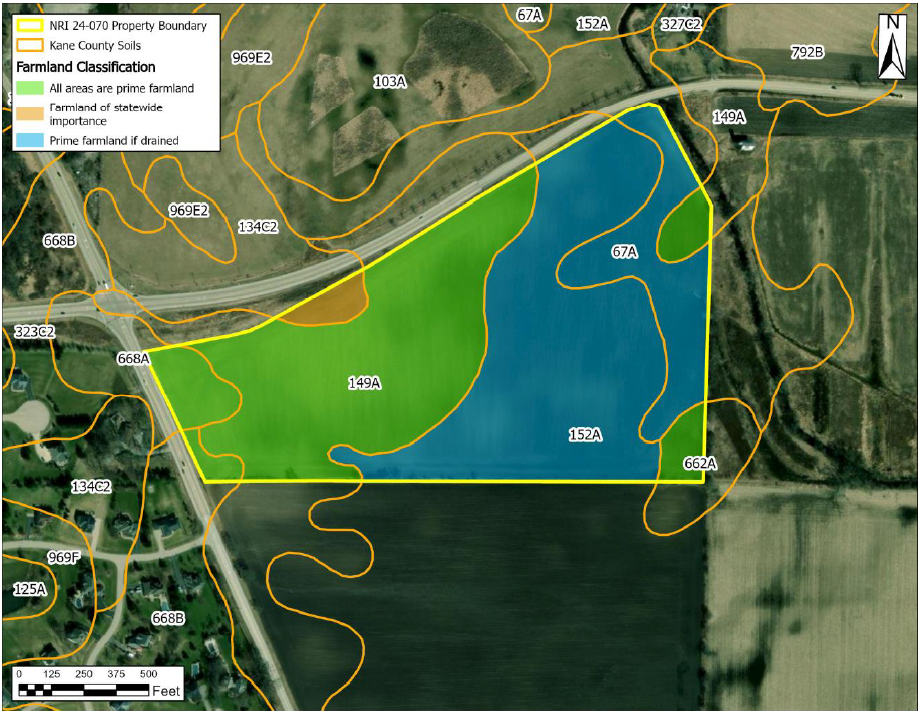 NRI 24-070 Property Boundary
Kane County Soils
Farmland Classification
All areas are prime farmland
Farmland of statewide
importance
Prime farmland if drained
N
67A
152A
327C2
969E2
103A
792B
149A
969E2
134C2
668B
67A
323C2
668A
149A
152A
662A
134C2
969F
125A
668B
0 125 250 375 500
Feet